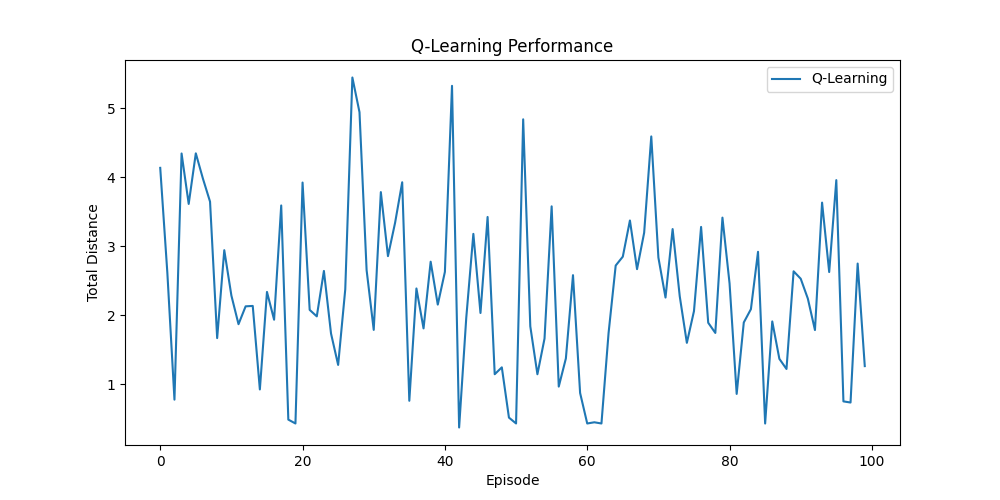 Q-Learning Performance
Q-Learning
Total Distance
5
4
3
2
1
0 20 40 60 80 100
Episode